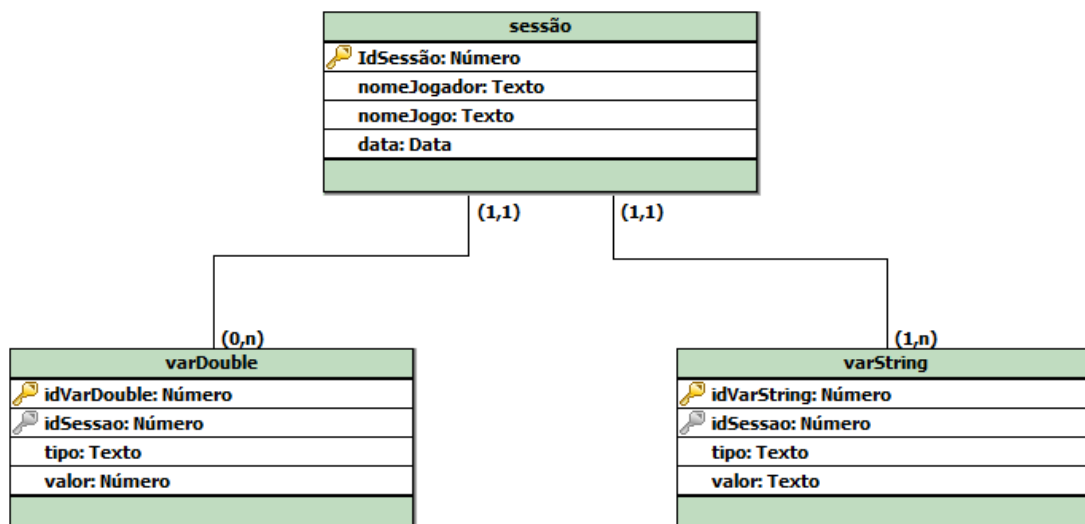 sessão
IdSessão: Número
nomeJogador: Texto
nomeJogo: Texto
data: Data
(1,1)
(1,1)
(0,n)
varDouble
idVarDouble: Número
idSessao: Número
tipo: Texto
valor: Número
(1,n)
varString
idVarString: Número
idSessao: Número
tipo: Texto
valor: Texto